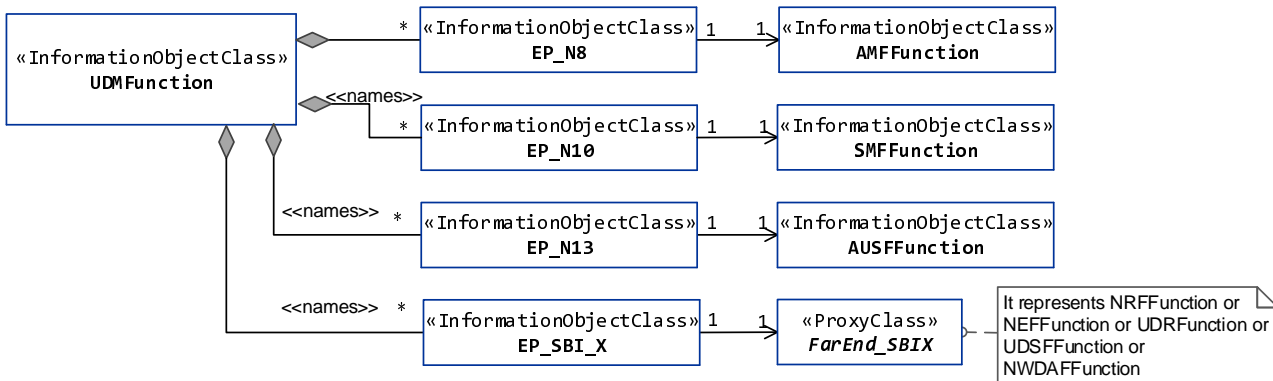 «InformationObjectClass»
UDMFunction
*
«InformationObjectClass»
EP_N8
1
1
«InformationObjectClass»
AMFFunction
<<names>>
*
«InformationObjectClass»
EP_N10
1
1
«InformationObjectClass»
SMFFunction
<<names>>
*
«InformationObjectClass»
EP_N13
1
1
«InformationObjectClass»
AUSFFunction
<<names>>
*
«InformationObjectClass»
EP_SBI_X
1
1
«ProxyClass»
FarEnd_SBIX
It represents NRFFunction or
NEFFunction or UDRFunction or
UDSFFunction or
NWDAFFunction